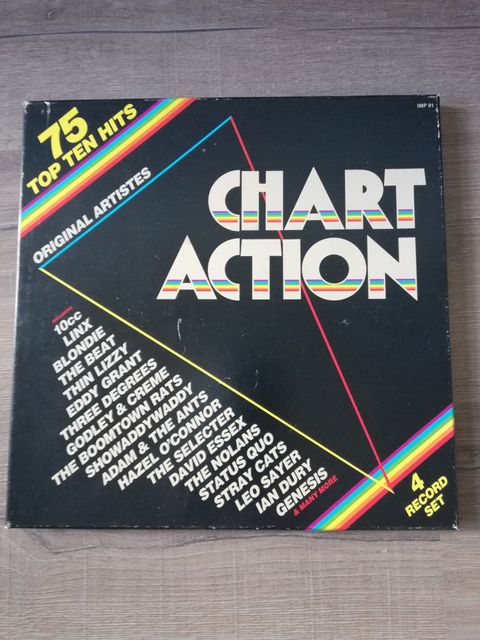 IMP 01
75
TOP TEN HITS
ORIGINAL ARTISTES
CHART
ACTION
INCLUDING
10cc
LINX
BLONDIE
THE BEAT
THIN LIZZY
EDDY GRANT
THREE DEGREES
GODLEY & CREME
THE BOOMTOWN RATS
SHOWADDYWADDY
ADAM & THE ANTS
HAZEL O'CONNOR
THE SELECTER
DAVID ESSEX
THE NOLANS
STATUS QUO
STRAY CATS
LEO SAYER
IAN DURY
GENESIS
& MANY MORE
4
RECORD
SET